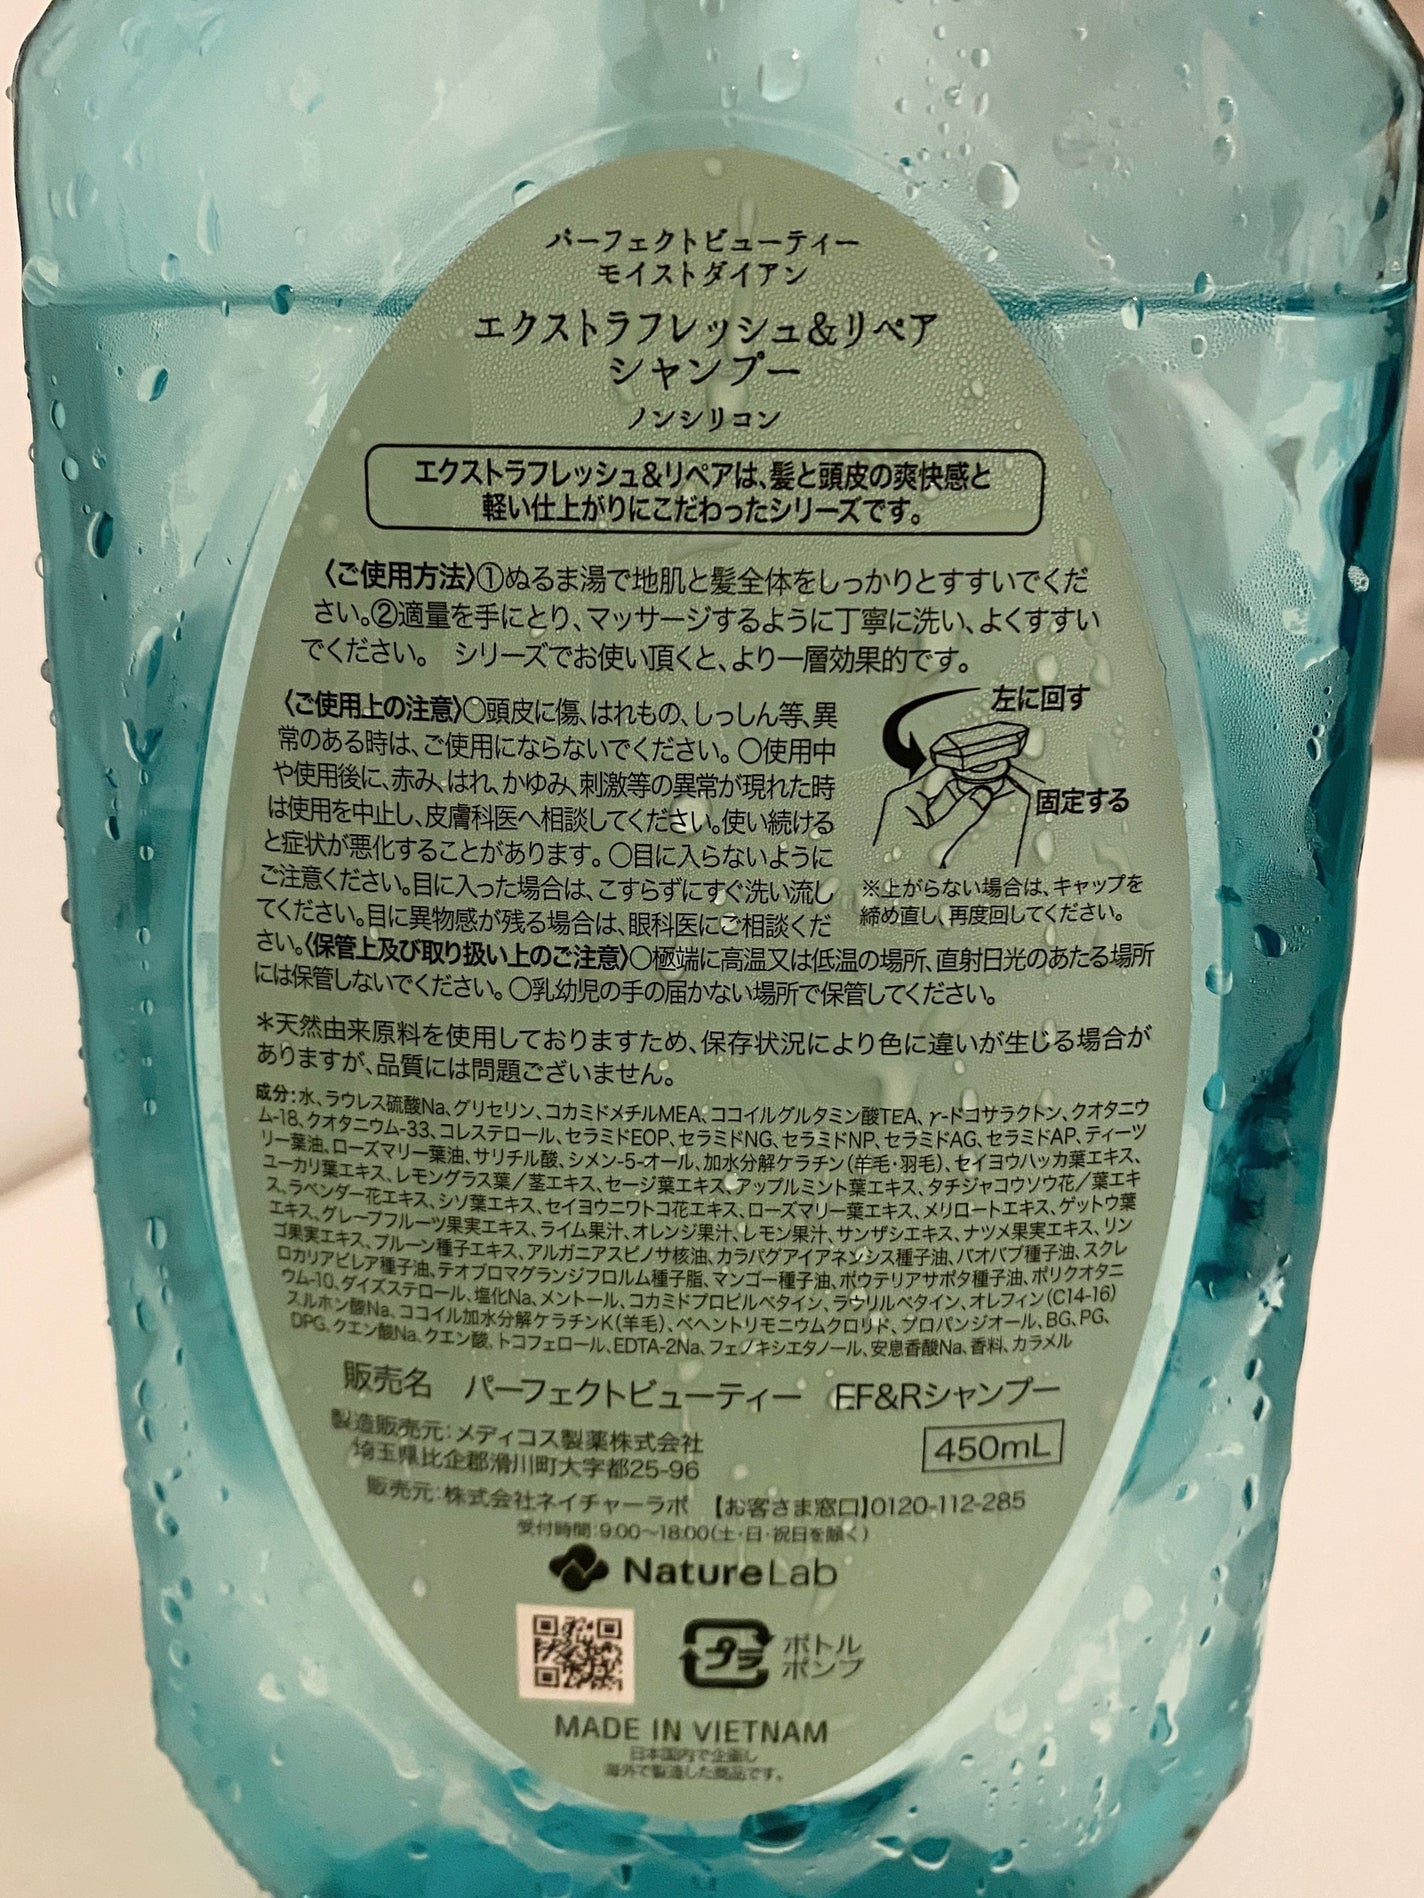 パーフェクトビューティー
モイストダイアン
エクストラフレッシュ&リペア
シャンプー
ノンシリコン
エクストラフレッシュ&リペアは、髪と頭皮の爽快感と
軽い仕上がりにこだわったシリーズです。
〈ご使用方法〉①ぬるま湯で地肌と髪全体をしっかりとすすいでくだ
さい。②適量を手にとり、マッサージするように丁寧に洗い、よくすすい
でください。 シリーズでお使い頂くと、より一層効果的です。
〈ご使用上の注意〉○頭皮に傷、はれもの、しっしん等、異
常のある時は、ご使用にならないでください。○使用中
や使用後に、赤み、はれ、かゆみ、刺激等の異常が現れた時
は使用を中止し、皮膚科医へ相談してください。使い続ける
と症状が悪化することがあります。○目に入らないように
ご注意ください。目に入った場合は、こすらずにすぐ洗い流し
てください。目に異物感が残る場合は、眼科医にご相談くだ
さい。〈保管上及び取り扱い上のご注意〉○極端に高温又は低温の場所、直射日光のあたる場所
には保管しないでください。○乳幼児の手の届かない場所で保管してください。
左に回す
固定する
※上がらない場合は、キャップを
締め直し、再度回してください。
*天然由来原料を使用しておりますため、保存状況により色に違いが生じる場合が
ありますが、品質には問題ございません。
成分:水、ラウレス硫酸Na、グリセリン、コカミドメチルMEA、ココイルグルタミン酸TEA、γ-ドコサラクトン、クオタニウ
ム-18、クオタニウム-33、コレステロール、セラミドEOP、セラミドNG、セラミドNP、セラミドAG、セラミドAP、ティーツ
リー葉油、ローズマリー葉油、サリチル酸、シメン-5-オール、加水分解ケラチン(羊毛・羽毛)、セイヨウハッカ葉エキス、
ユーカリ葉エキス、レモングラス葉/茎エキス、セージ葉エキス、アップルミント葉エキス、タチジャコウソウ花/葉エキ
ス、ラベンダー花エキス、シソ葉エキス、セイヨウニワトコ花エキス、ローズマリー葉エキス、メリロートエキス、ゲットウ葉
エキス、グレープフルーツ果実エキス、ライム果汁、オレンジ果汁、レモン果汁、サンザシエキス、ナツメ果実エキス、リン
ゴ果実エキス、プルーン種子エキス、アルガニアスピノサ核油、カラパグアイアネンシス種子油、バオバブ種子油、スクレ
ロカリアビレア種子油、テオブロマグランジフロルム種子脂、マンゴー種子油、ポウテリアサポタ種子油、ポリクオタニ
ウム-10、ダイズステロール、塩化Na、メントール、コカミドプロピルベタイン、ラウリルベタイン、オレフィン(C14-16)
スルホン酸Na、ココイル加水分解ケラチンK(羊毛)、ベヘントリモニウムクロリド、プロパンジオール、BG、PG、
DPG、クエン酸Na、クエン酸、トコフェロール、EDTA-2Na、フェノキシエタノール、安息香酸Na、香料、カラメル
販売名 パーフェクトビューティー EF&Rシャンプー
製造販売元:メディコス製薬株式会社
埼玉県比企郡滑川町大字都25-96
450mL
販売元:株式会社ネイチャーラボ 【お客さま窓口】0120-112-285
受付時間:9:00〜18:00(土・日・祝日を除く)
NatureLab
プラ
ボトル
ポンプ
MADE IN VIETNAM
日本国内で企画し
海外で製造した商品です。